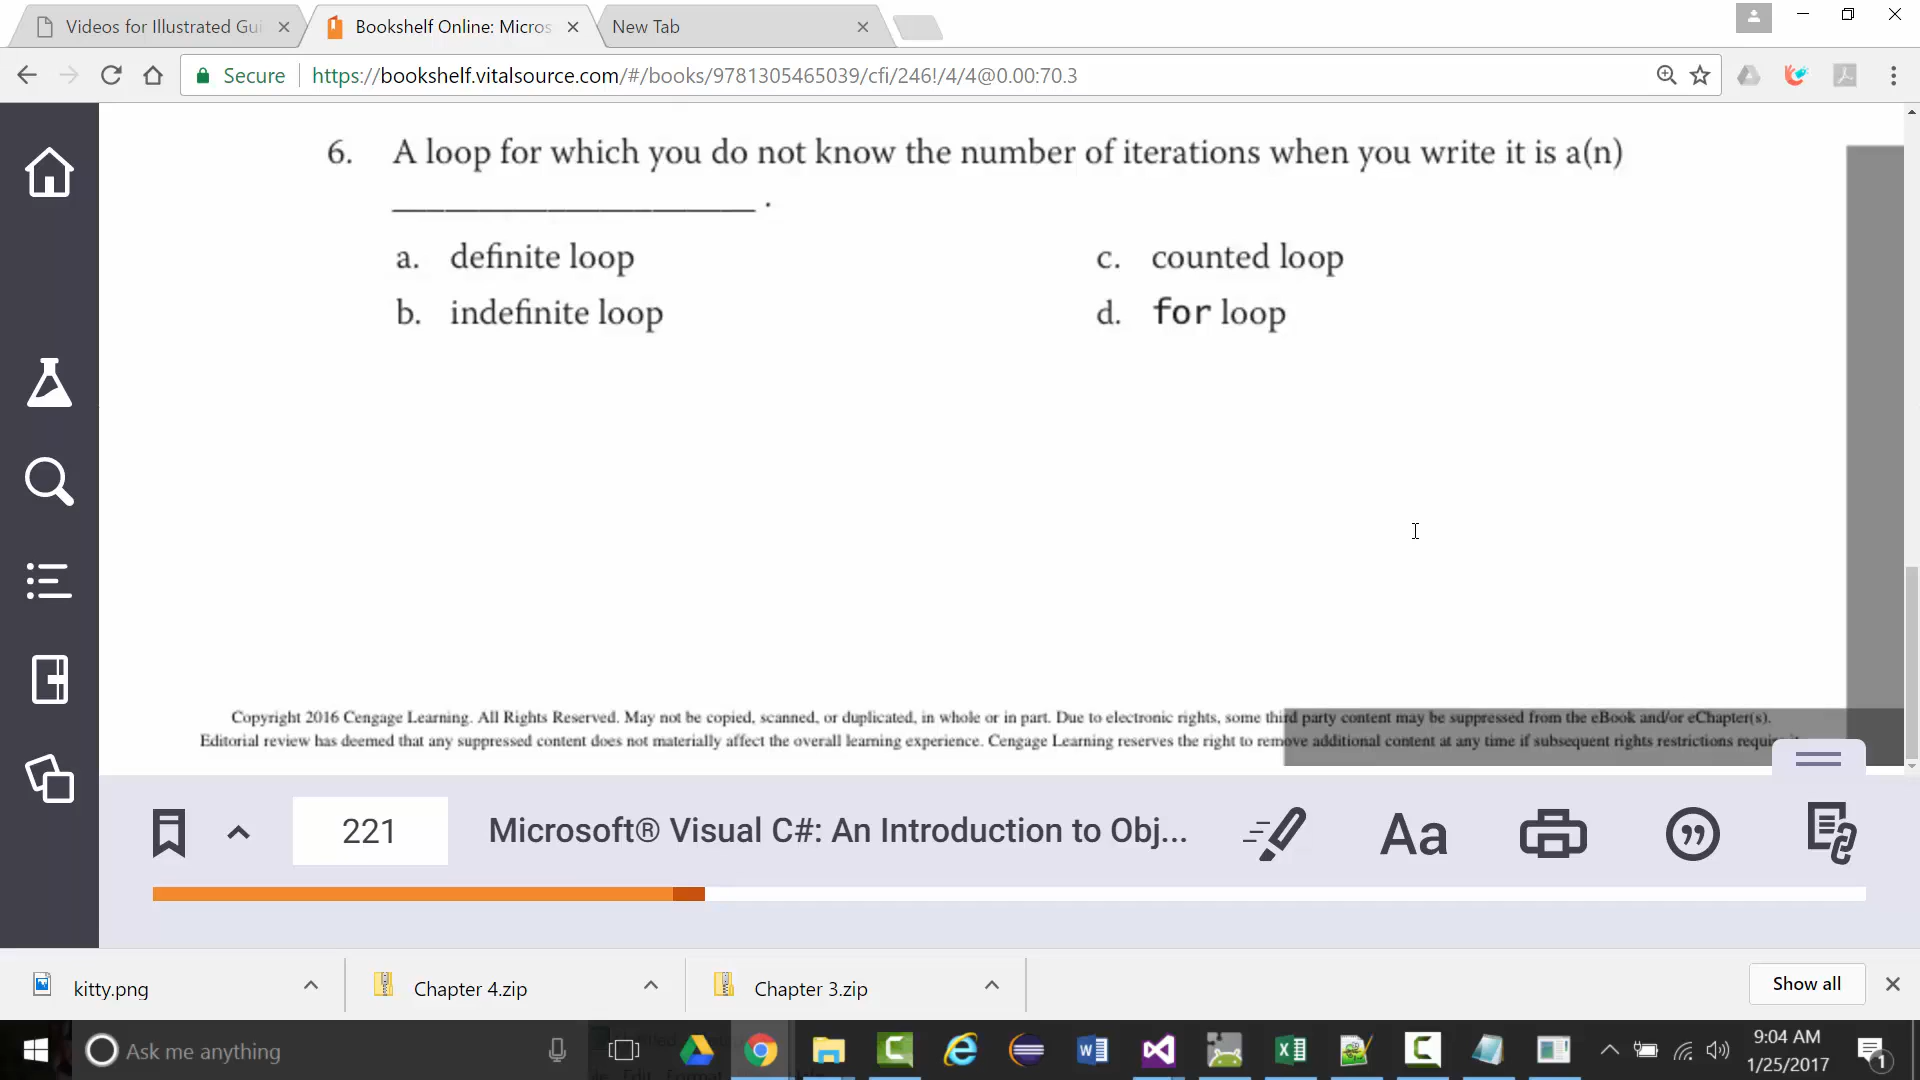 Videos for Illustrated Gui
Bookshelf Online: Micros
New Tab
Secure
https://bookshelf.vitalsource.com/#/books/9781305465039/cfi/246!/4/4@0.00:70.3
6. A loop for which you do not know the number of iterations when you write it is a(n)
____________________ .
a. definite loop
c. counted loop
b. indefinite loop
d. for loop
Copyright 2016 Cengage Learning. All Rights Reserved. May not be copied, scanned, or duplicated, in whole or in part. Due to electronic rights, some third party content may be suppressed from the eBook and/or eChapter(s).
Editorial review has deemed that any suppressed content does not materially affect the overall learning experience. Cengage Learning reserves the right to remove additional content at any time if subsequent rights restrictions
221
Microsoft® Visual C#: An Introduction to Obj...
Aa
kitty.png
Chapter 4.zip
Chapter 3.zip
Show all
Ask me anything
9:04 AM
1/25/2017
1